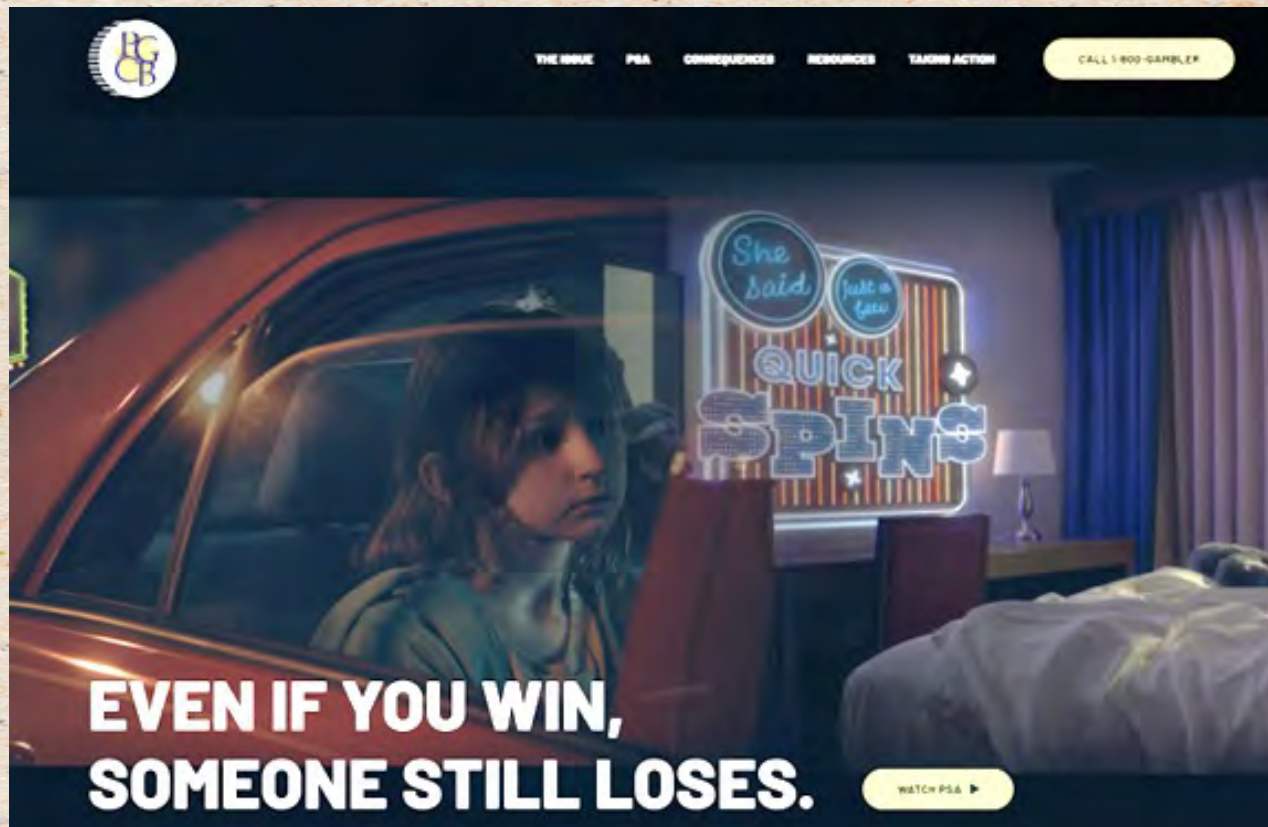 PGCB
THE ISSUE PSA CONSEQUENCES RESOURCES TAKING ACTION CALL 1-800-GAMBLER
She
said
just a
few
QUICK
SPINS
EVEN IF YOU WIN,
SOMEONE STILL LOSES.
WATCH PSA